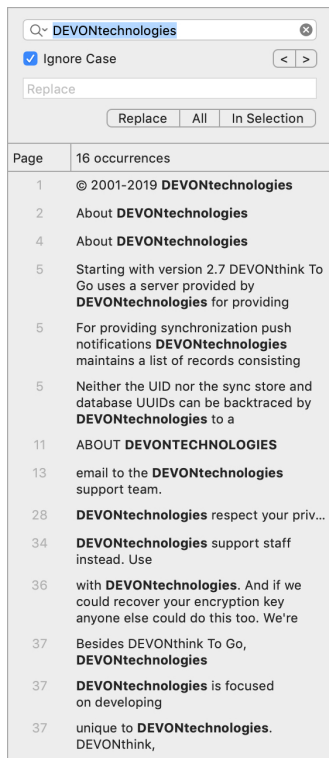 DEVONtechnologies
Ignore Case
< >
Replace
Replace All In Selection
Page 16 occurrences
1 © 2001-2019 DEVONtechnologies
2 About DEVONtechnologies
4 About DEVONtechnologies
5 Starting with version 2.7 DEVONthink To
Go uses a server provided by
DEVONtechnologies for providing
5 For providing synchronization push
notifications DEVONtechnologies
maintains a list of records consisting
5 Neither the UID nor the sync store and
database UUIDs can be backtraced by
DEVONtechnologies to a
11 ABOUT DEVONTECHNOLOGIES
13 email to the DEVONtechnologies
support team.
28 DEVONtechnologies respect your priv...
34 DEVONtechnologies support staff
instead. Use
36 with DEVONtechnologies. And if we
could recover your encryption key
anyone else could do this too. We're
37 Besides DEVONthink To Go,
DEVONtechnologies
37 DEVONtechnologies is focused
on developing
37 unique to DEVONtechnologies.
DEVONthink,